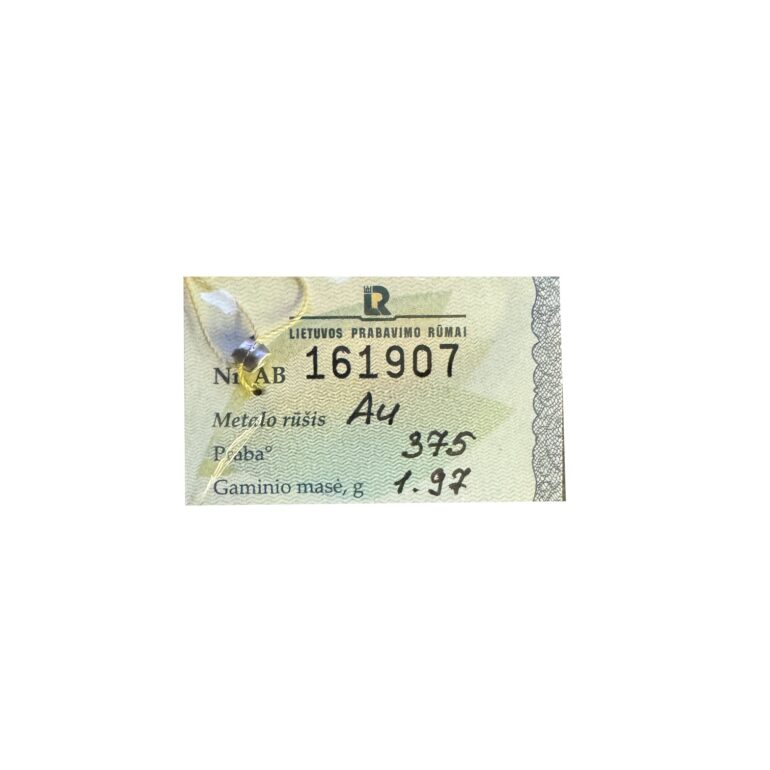 LIETUVOS PRABAVIMO RŪMAI
Nr. AB 161907
Metalo rūšis Au
Praba° 375
Gaminio masė, g 1.97